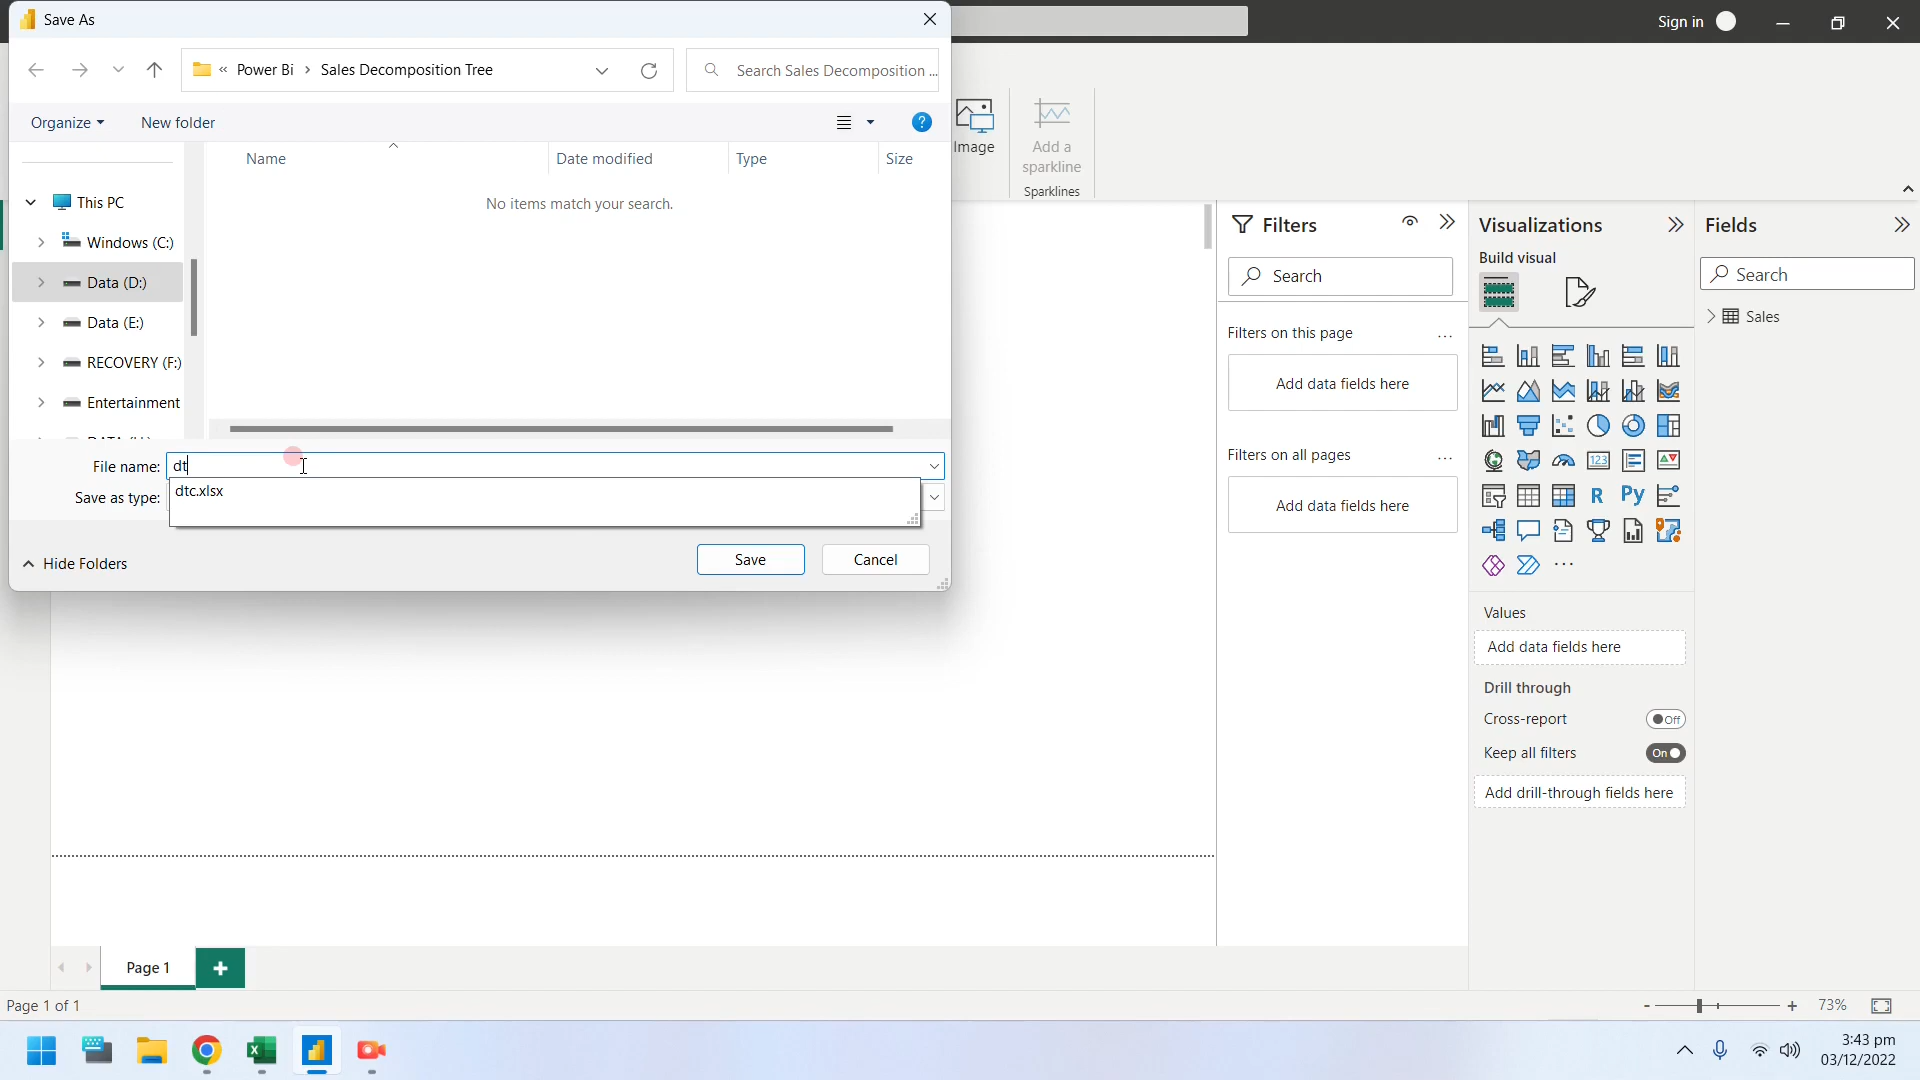 Save As
Sign in
« Power Bi > Sales Decomposition Tree
Search Sales Decomposition ...
Organize
New folder
?
Image
Add a
sparkline
Sparklines
Name
Date modified
Type
Size
No items match your search.
This PC
Windows (C:)
Data (D:)
Data (E:)
RECOVERY (F:)
Entertainment
File name: dt
dtc.xlsx
Save as type:
Hide Folders
Save
Cancel
Filters
Search
Filters on this page ...
Add data fields here
Filters on all pages ...
Add data fields here
Visualizations
Build visual
123
R
Py
...
Values
Add data fields here
Drill through
Cross-report
Off
Keep all filters
On
Add drill-through fields here
Fields
Search
Sales
Page 1
+
Page 1 of 1
- + 73%
3:43 pm
03/12/2022